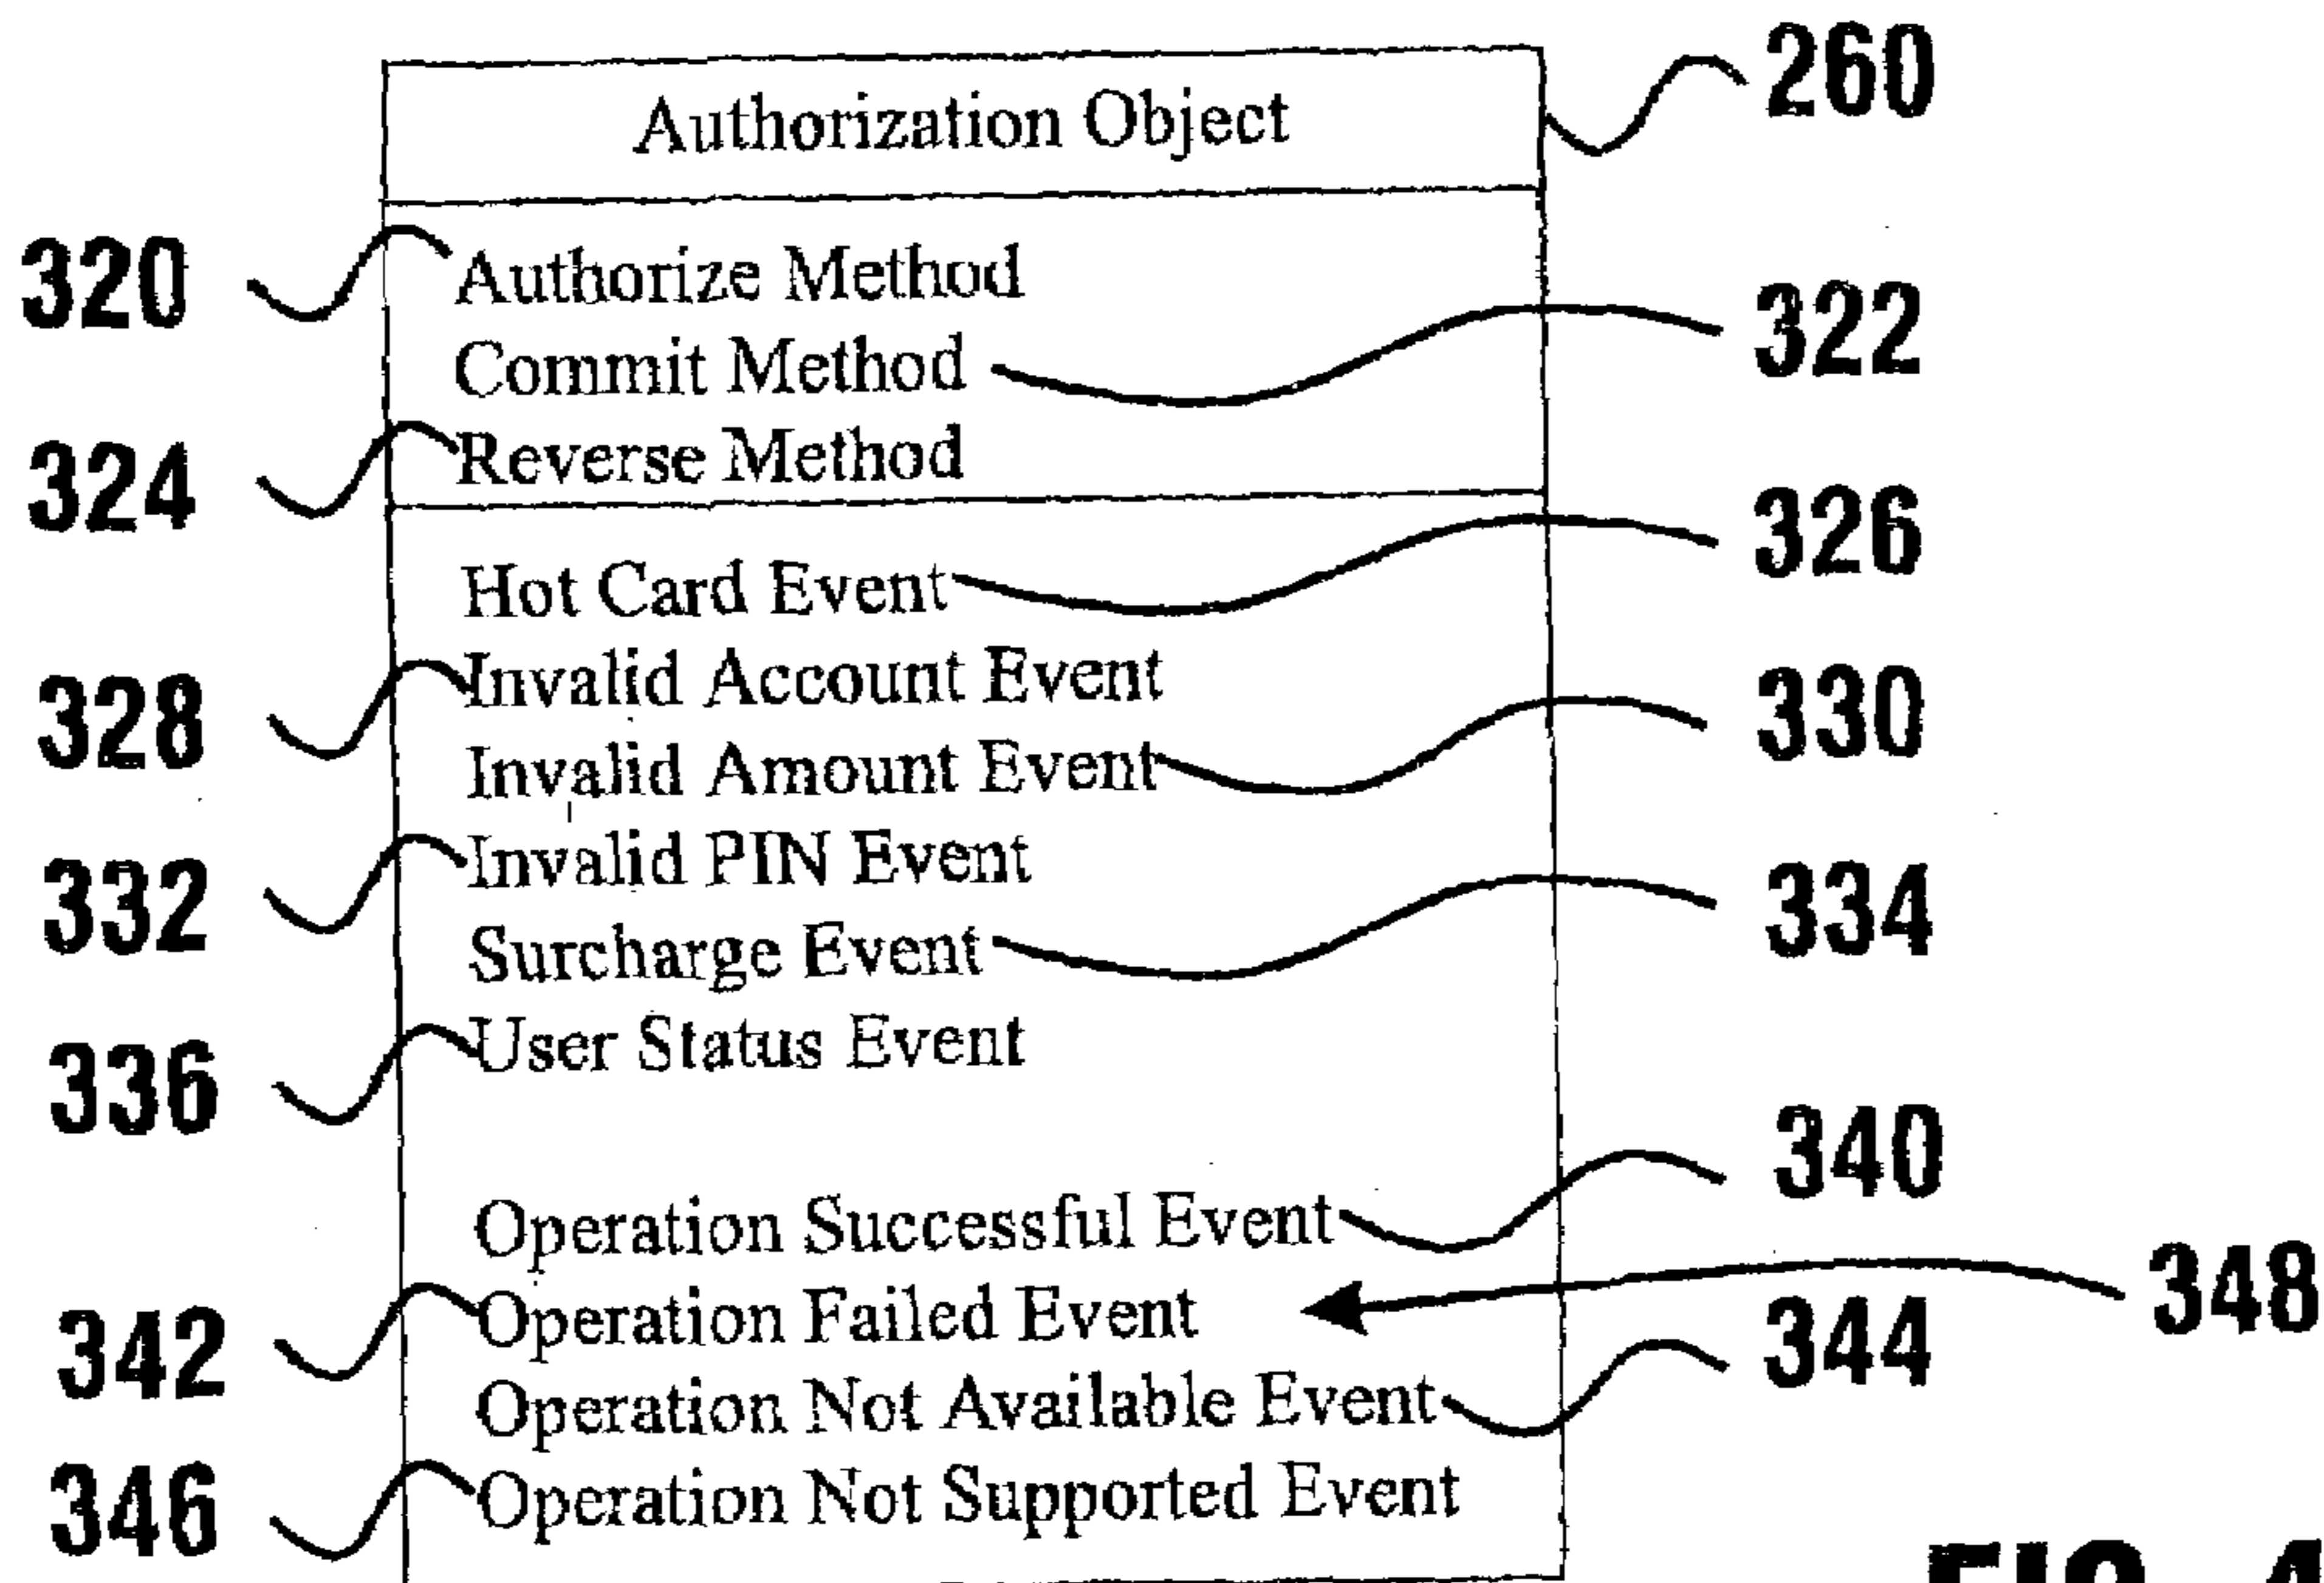 Authorization Object 260
320 Authorize Method
Commit Method 322
324 Reverse Method
Hot Card Event 326
328 Invalid Account Event
Invalid Amount Event 330
332 Invalid PIN Event
Surcharge Event 334
336 User Status Event
Operation Successful Event 340
342 Operation Failed Event 348
Operation Not Available Event 344
346 Operation Not Supported Event